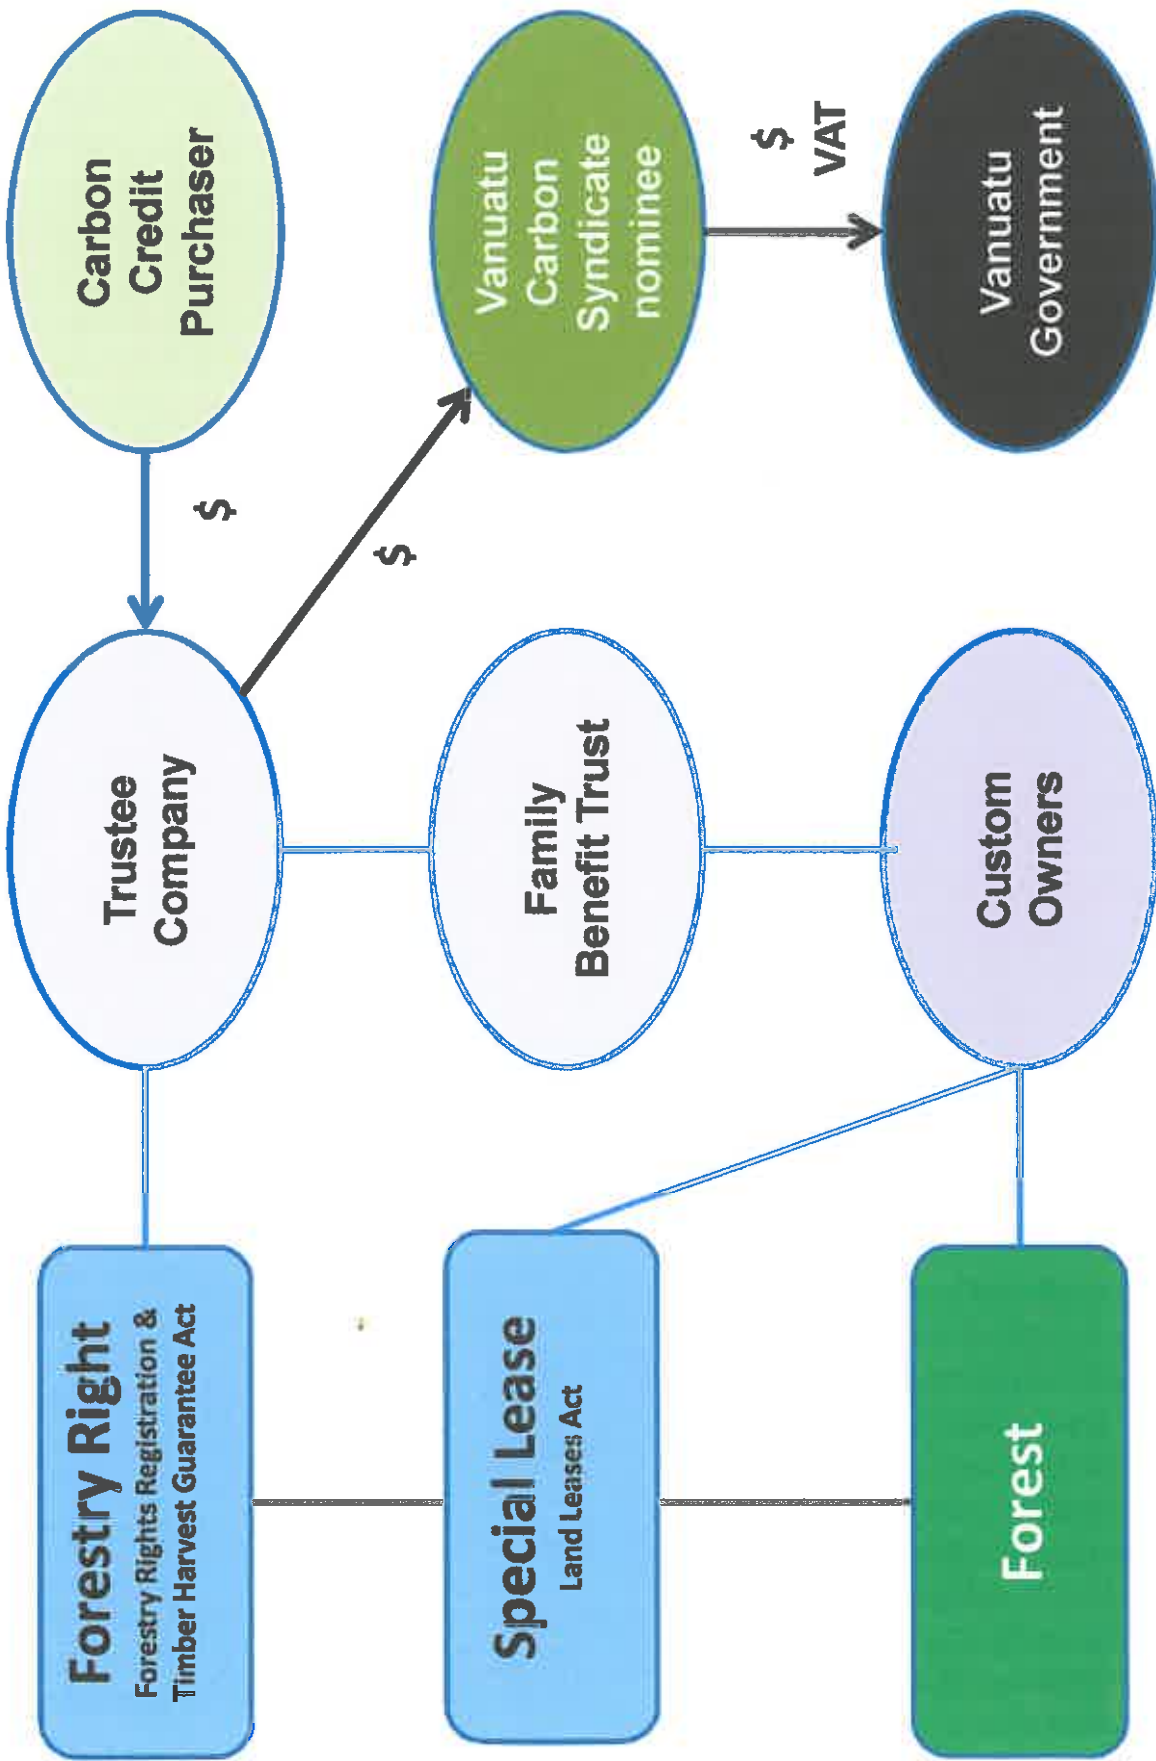 Forestry Right
Forestry Rights Registration &
Timber Harvest Guarantee Act
Trustee
Company
$
Carbon
Credit
Purchaser
$
Special Lease
Land Leases Act
Family
Benefit Trust
Vanuatu
Carbon
Syndicate
nominee
$
VAT
Forest
Custom
Owners
Vanuatu
Government